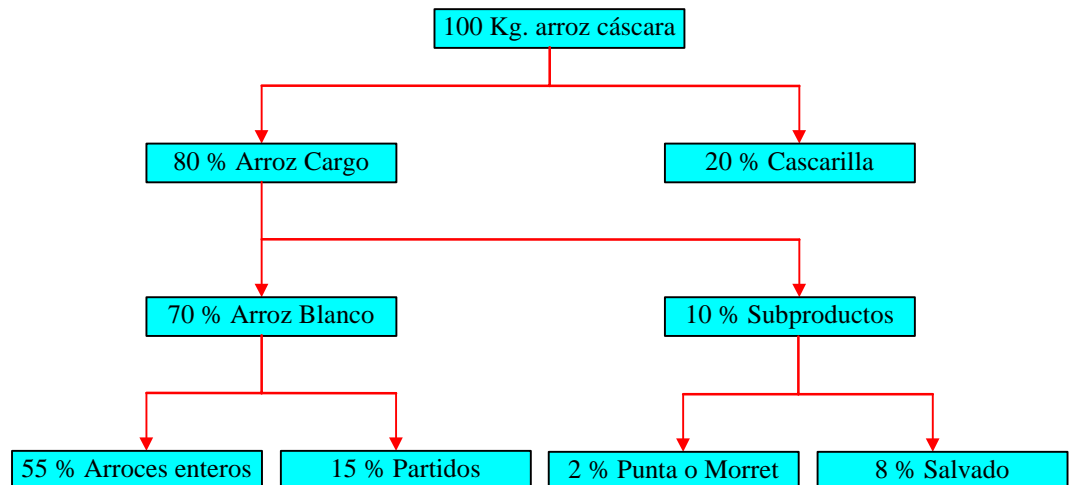 100 Kg. arroz cáscara
80 % Arroz Cargo
20 % Cascarilla
70 % Arroz Blanco
10 % Subproductos
55 % Arroces enteros
15 % Partidos
2 % Punta o Morret
8 % Salvado